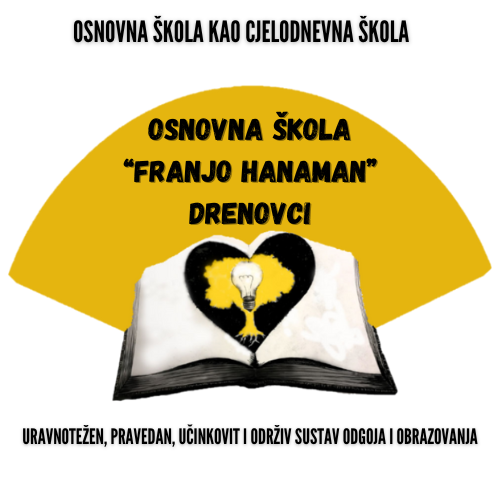 OSNOVNA ŠKOLA KAO CJELODNEVNA ŠKOLA
OSNOVNA ŠKOLA
“FRANJO HANAMAN”
DRENOVCI
URAVNOTEŽEN, PRAVEDAN, UČINKOVIT I ODRŽIV SUSTAV ODGOJA I OBRAZOVANJA